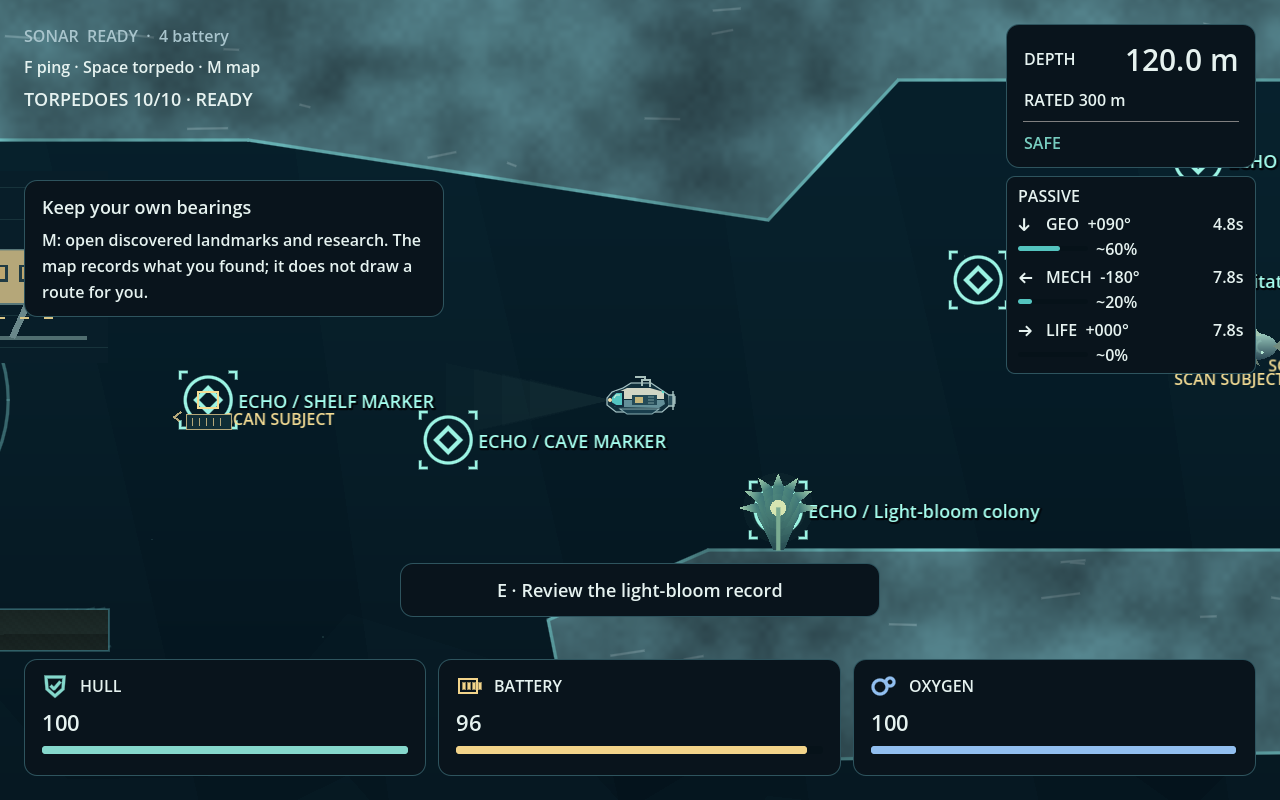 SONAR READY · 4 battery
F ping · Space torpedo · M map
TORPEDOES 10/10 · READY
DEPTH 120.0 m
RATED 300 m
SAFE
PASSIVE
GEO +090° 4.8s
~60%
MECH -180° 7.8s
~20%
LIFE +000° 7.8s
~0%
SCAN SUBJECT
Keep your own bearings
M: open discovered landmarks and research. The
map records what you found; it does not draw a
route for you.
ECHO / SHELF MARKER
CAN SUBJECT
ECHO / CAVE MARKER
ECHO / Light-bloom colony
E · Review the light-bloom record
HULL
100
BATTERY
96
OXYGEN
100